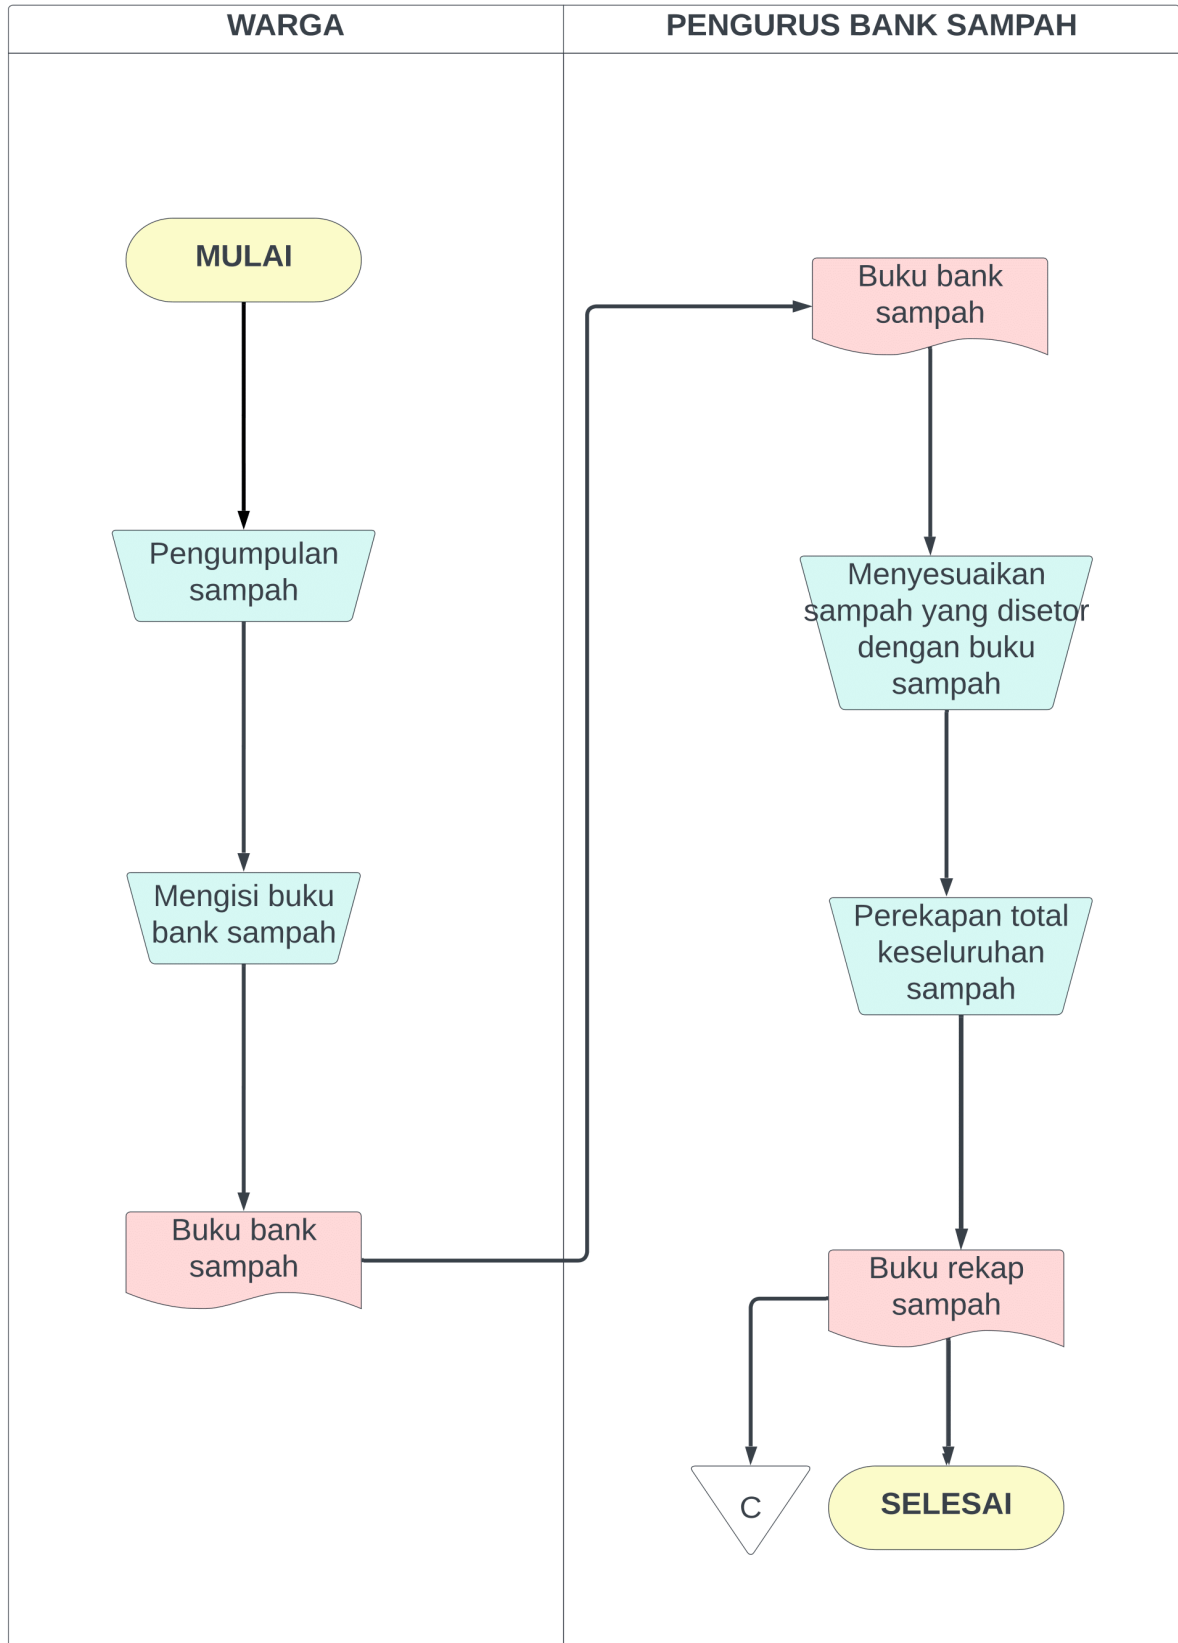 WARGA
PENGURUS BANK SAMPAH
MULAI
Pengumpulan
sampah
Mengisi buku
bank sampah
Buku bank
sampah
Buku bank
sampah
Menyesuaikan
sampah yang disetor
dengan buku
sampah
Perekapan total
keseluruhan
sampah
Buku rekap
sampah
C
SELESAI